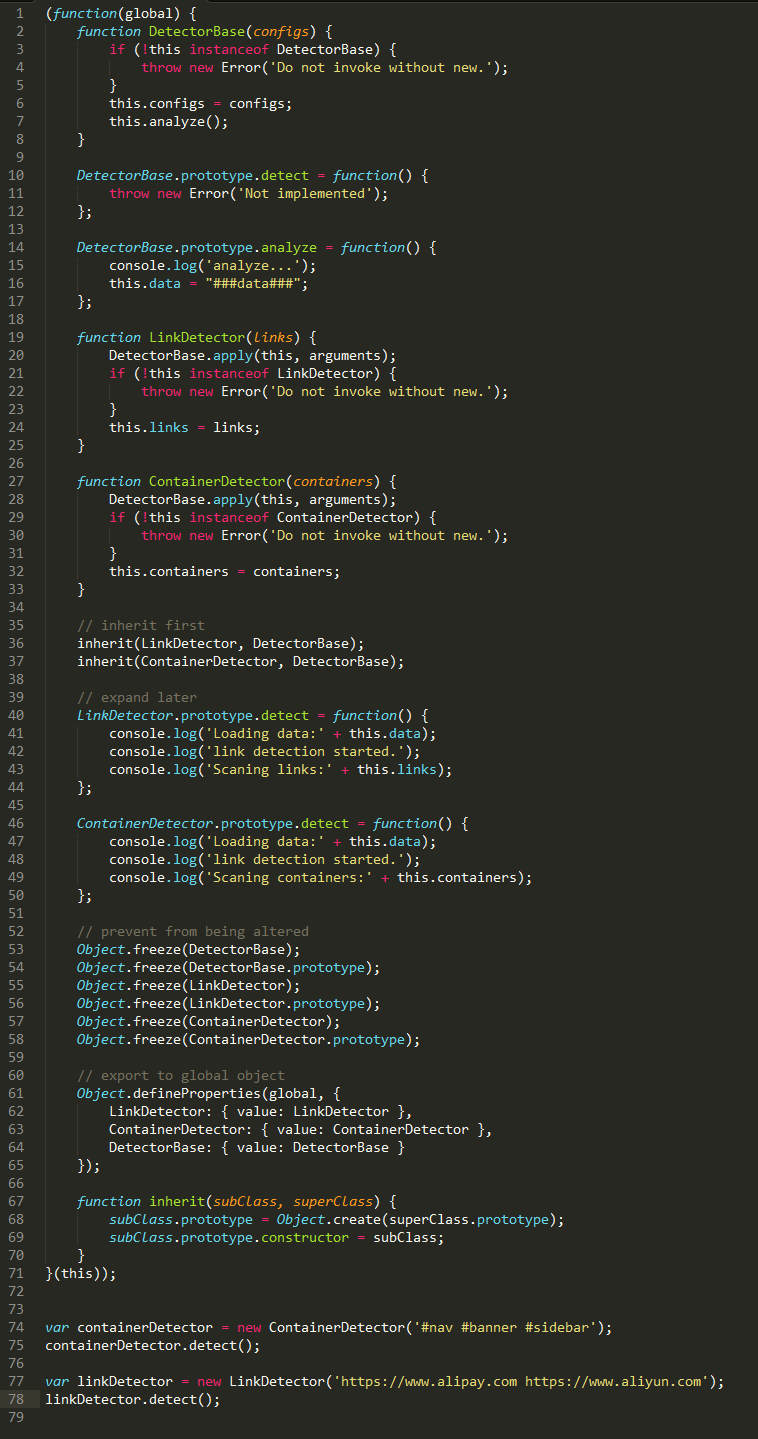 1 (function(global) {
2     function DetectorBase(configs) {
3         if (!this instanceof DetectorBase) {
4             throw new Error('Do not invoke without new.');
5         }
6         this.configs = configs;
7         this.analyze();
8     }
9
10     DetectorBase.prototype.detect = function() {
11         throw new Error('Not implemented');
12     };
13
14     DetectorBase.prototype.analyze = function() {
15         console.log('analyze...');
16         this.data = "###data###";
17     };
18
19     function LinkDetector(links) {
20         DetectorBase.apply(this, arguments);
21         if (!this instanceof LinkDetector) {
22             throw new Error('Do not invoke without new.');
23         }
24         this.links = links;
25     }
26
27     function ContainerDetector(containers) {
28         DetectorBase.apply(this, arguments);
29         if (!this instanceof ContainerDetector) {
30             throw new Error('Do not invoke without new.');
31         }
32         this.containers = containers;
33     }
34
35     // inherit first
36     inherit(LinkDetector, DetectorBase);
37     inherit(ContainerDetector, DetectorBase);
38
39     // expand later
40     LinkDetector.prototype.detect = function() {
41         console.log('Loading data:' + this.data);
42         console.log('link detection started.');
43         console.log('Scaning links:' + this.links);
44     };
45
46     ContainerDetector.prototype.detect = function() {
47         console.log('Loading data:' + this.data);
48         console.log('link detection started.');
49         console.log('Scaning containers:' + this.containers);
50     };
51
52     // prevent from being altered
53     Object.freeze(DetectorBase);
54     Object.freeze(DetectorBase.prototype);
55     Object.freeze(LinkDetector);
56     Object.freeze(LinkDetector.prototype);
57     Object.freeze(ContainerDetector);
58     Object.freeze(ContainerDetector.prototype);
59
60     // export to global object
61     Object.defineProperties(global, {
62         LinkDetector: { value: LinkDetector },
63         ContainerDetector: { value: ContainerDetector },
64         DetectorBase: { value: DetectorBase }
65     });
66
67     function inherit(subClass, superClass) {
68         subClass.prototype = Object.create(superClass.prototype);
69         subClass.prototype.constructor = subClass;
70     }
71 }(this));
72
73
74 var containerDetector = new ContainerDetector('#nav #banner #sidebar');
75 containerDetector.detect();
76
77 var linkDetector = new LinkDetector('https://www.alipay.com https://www.aliyun.com');
78 linkDetector.detect();
79